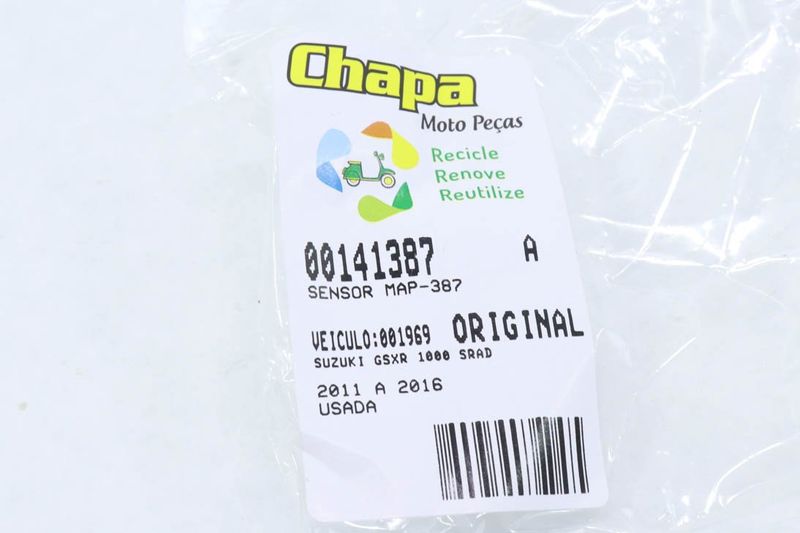 Chapa
Moto Peças
Recicle
Renove
Reutilize
00141387 A
SENSOR MAP-387
VEICULO:001969 ORIGINAL
SUZUKI GSXR 1000 SRAD
2011 A 2016
USADA